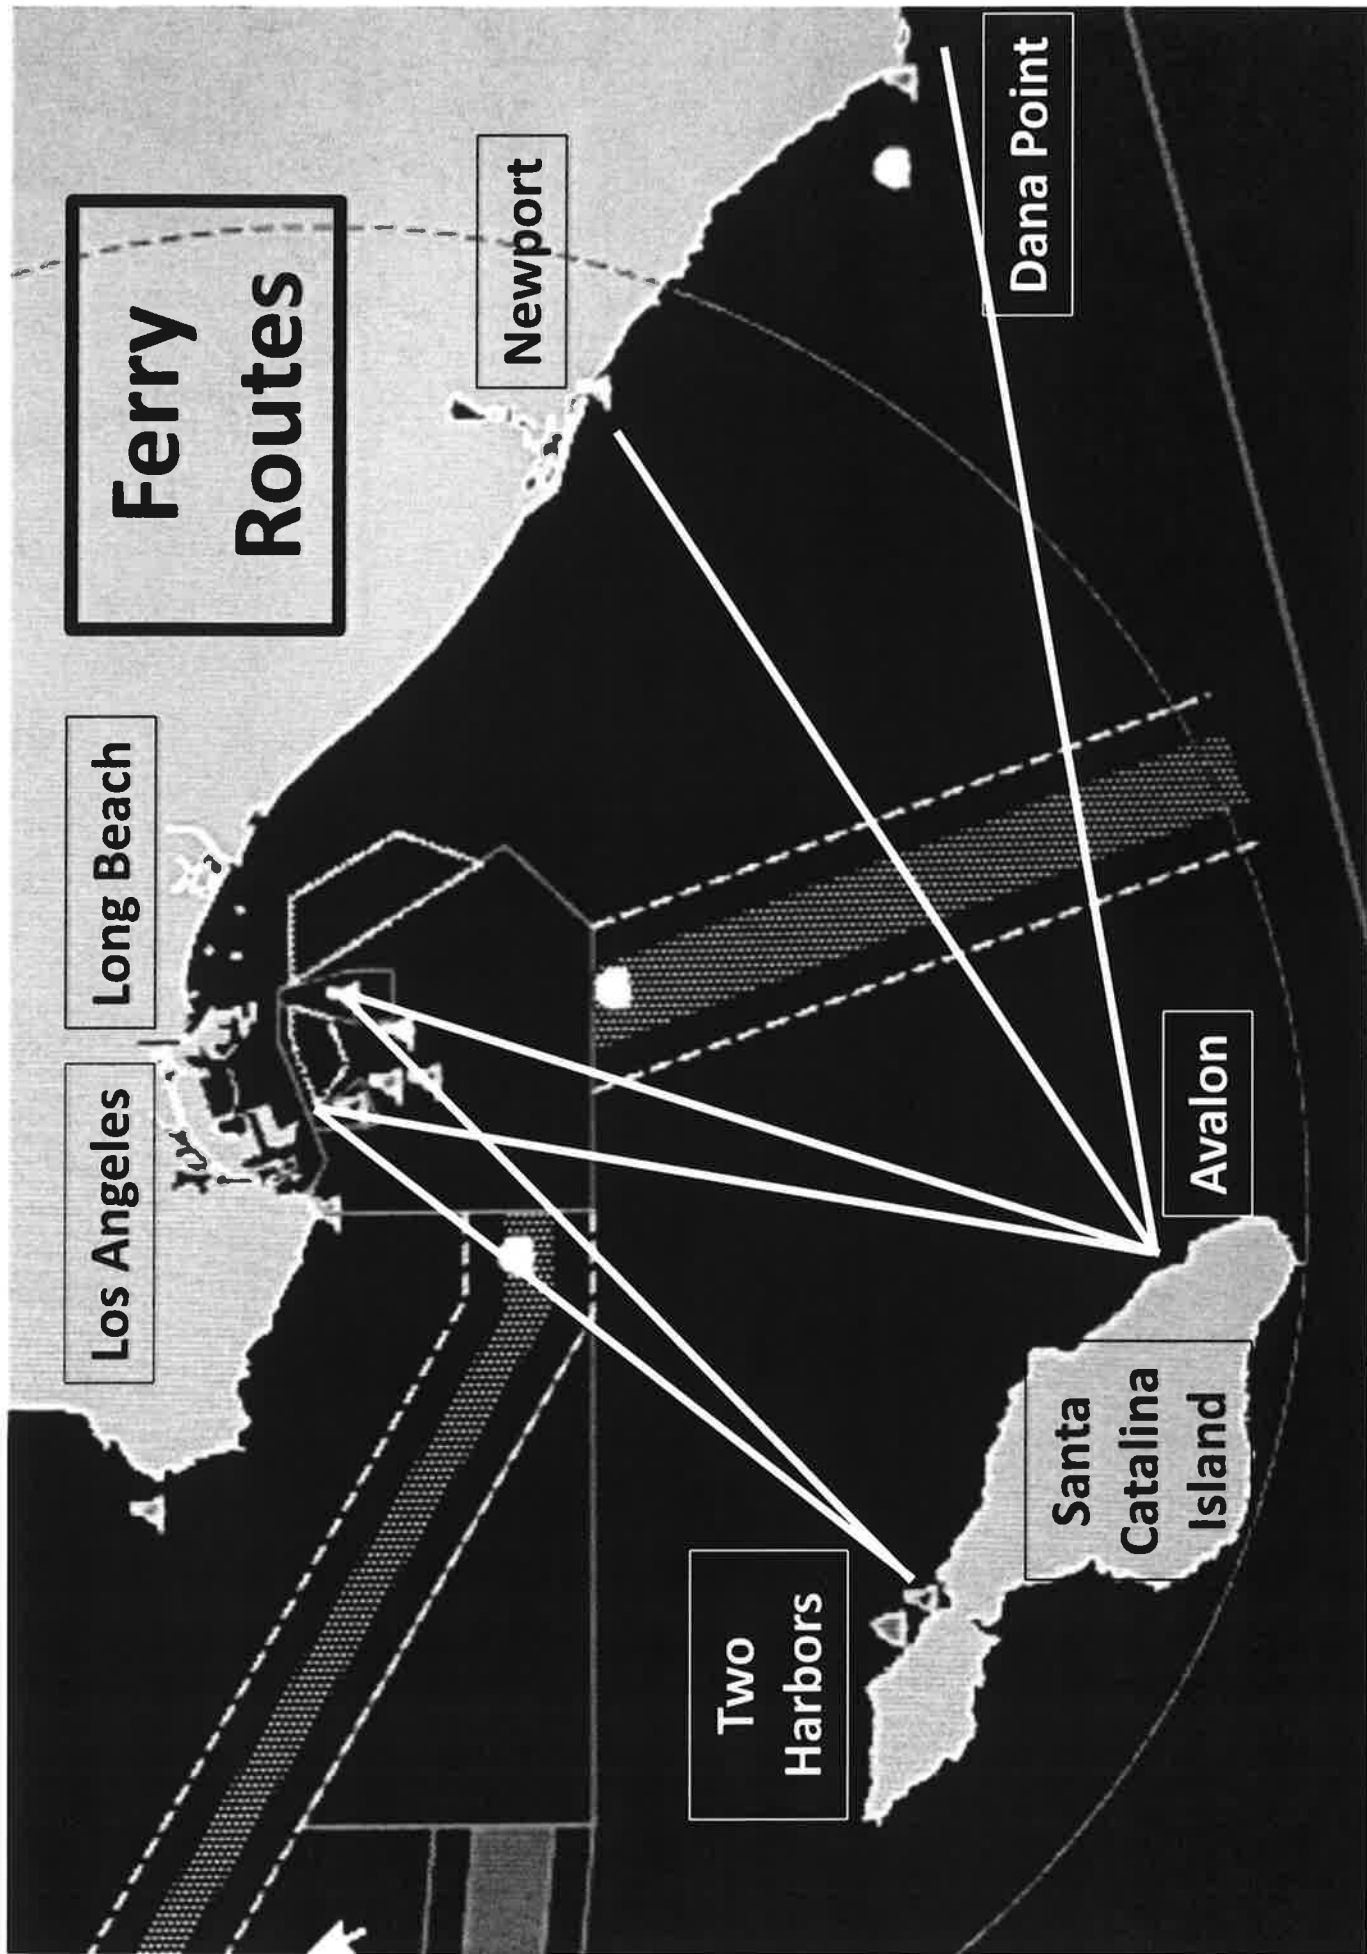 Ferry
Routes
Los Angeles
Long Beach
Newport
Dana Point
Two
Harbors
Santa
Catalina
Island
Avalon